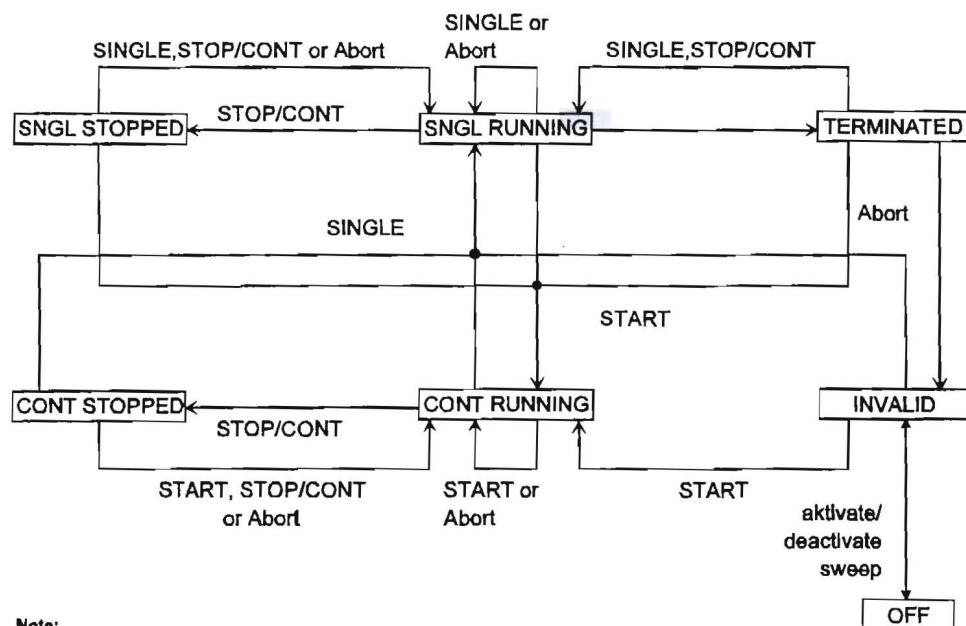 SINGLE or
Abort
SINGLE,STOP/CONT or Abort
SINGLE,STOP/CONT
STOP/CONT
SNGL STOPPED
SNGL RUNNING
TERMINATED
Abort
SINGLE
START
CONT STOPPED
CONT RUNNING
INVALID
STOP/CONT
START, STOP/CONT
or Abort
START or
Abort
START
aktivate/
deactivate
sweep
OFF
Note: